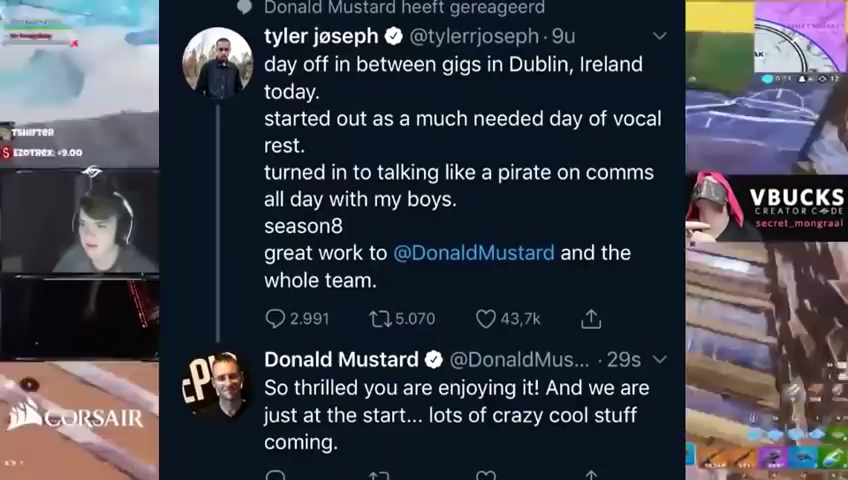 Donald Mustard heeft gereageerd
tyler jøseph @tylerrjoseph · 9u
day off in between gigs in Dublin, Ireland
today.
started out as a much needed day of vocal
rest.
turned in to talking like a pirate on comms
all day with my boys.
season8
great work to @DonaldMustard and the
whole team.
2.991 5.070 43,7k
Donald Mustard @DonaldMus... · 29s
So thrilled you are enjoying it! And we are
just at the start... lots of crazy cool stuff
coming.
TSHIFTER
EZOTREX: +9.00
CORSAIR
VBUCKS
CREATOR CODE
secret_mongraal